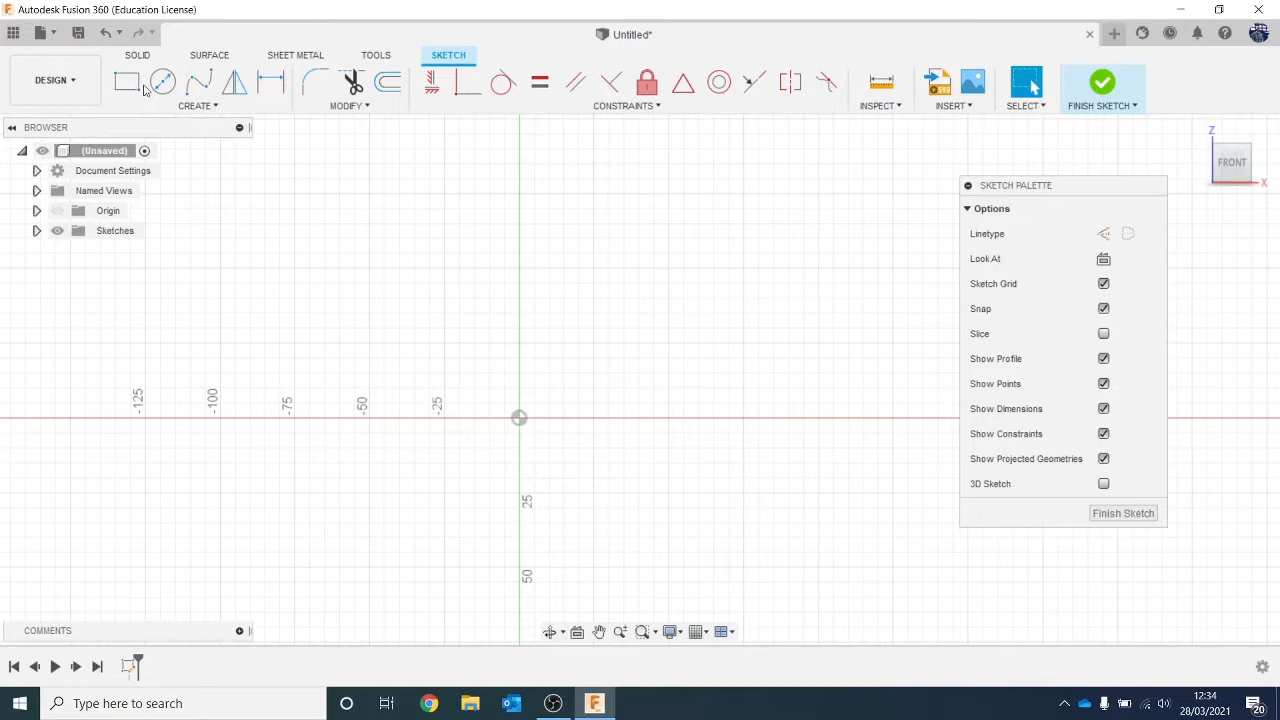 Autodesk Fusion 360 (Education License)
Untitled*
SOLID SURFACE SHEET METAL TOOLS SKETCH
DESIGN
CREATE MODIFY CONSTRAINTS INSPECT INSERT SELECT FINISH SKETCH
BROWSER
(Unsaved)
Document Settings
Named Views
Origin
Sketches
Z
FRONT
X
SKETCH PALETTE
Options
Linetype
Look At
Sketch Grid
Snap
Slice
Show Profile
Show Points
Show Dimensions
Show Constraints
Show Projected Geometries
3D Sketch
Finish Sketch
-125 -100 -75 -50 -25
25
50
COMMENTS
Type here to search
12:34
28/03/2021
20